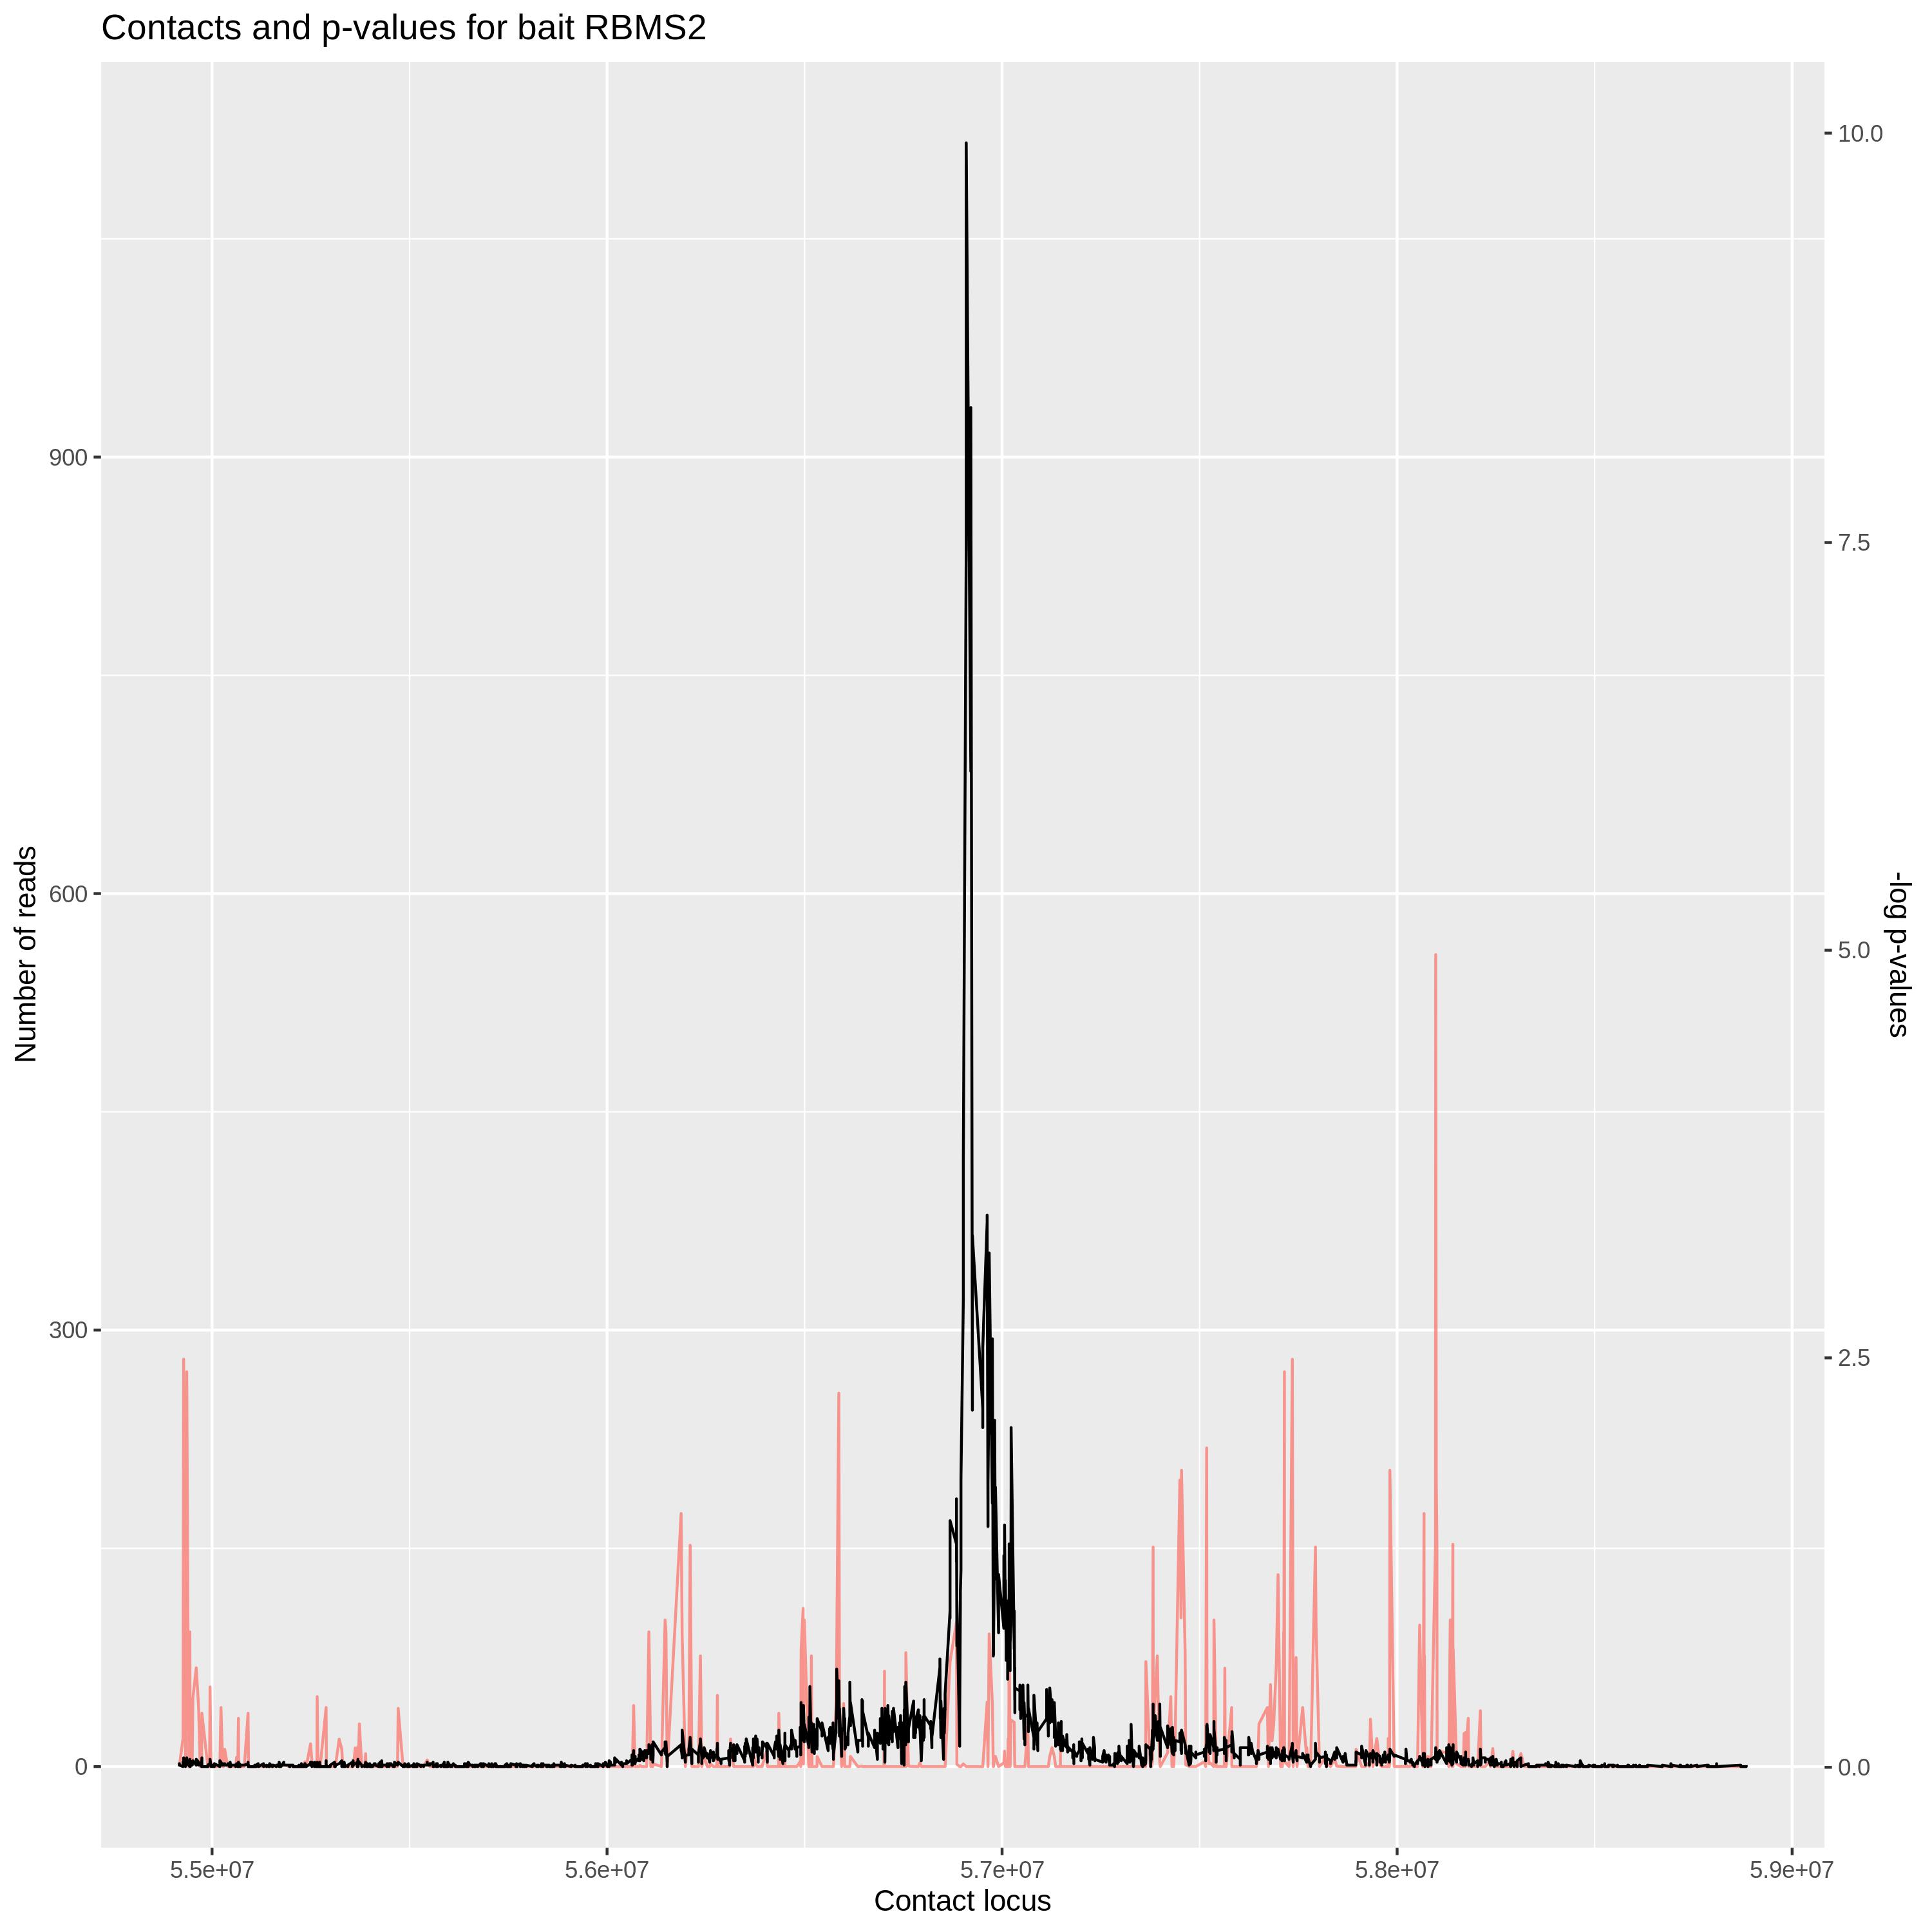 Contacts and p-values for bait RBMS2
Number of reads
900
600
300
0
10.0
7.5
5.0
2.5
0.0
-log p-values
5.5e+07
5.6e+07
5.7e+07
5.8e+07
5.9e+07
Contact locus